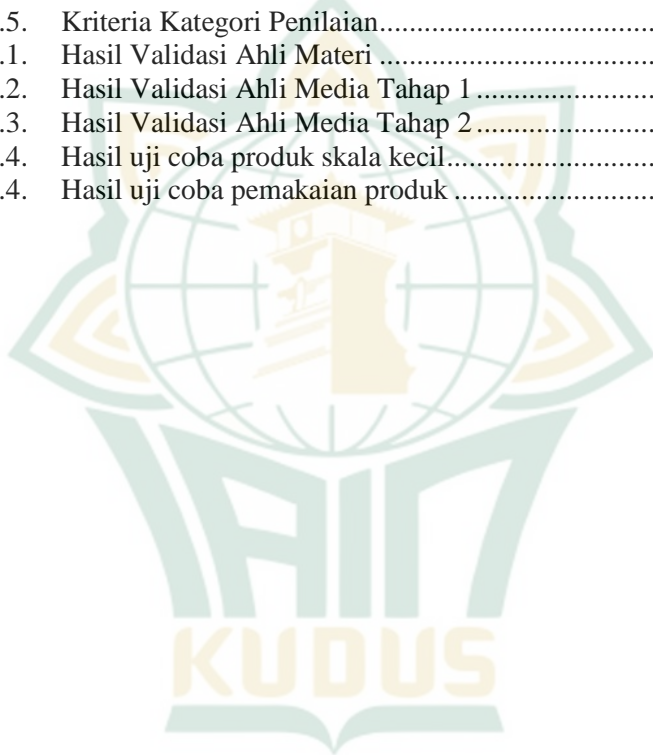 .5. Kriteria Kategori Penilaian....................................
.1. Hasil Validasi Ahli Materi ....................................
.2. Hasil Validasi Ahli Media Tahap 1 .......................
.3. Hasil Validasi Ahli Media Tahap 2 .......................
.4. Hasil uji coba produk skala kecil...........................
.4. Hasil uji coba pemakaian produk ..........................
IAIN
KUDUS